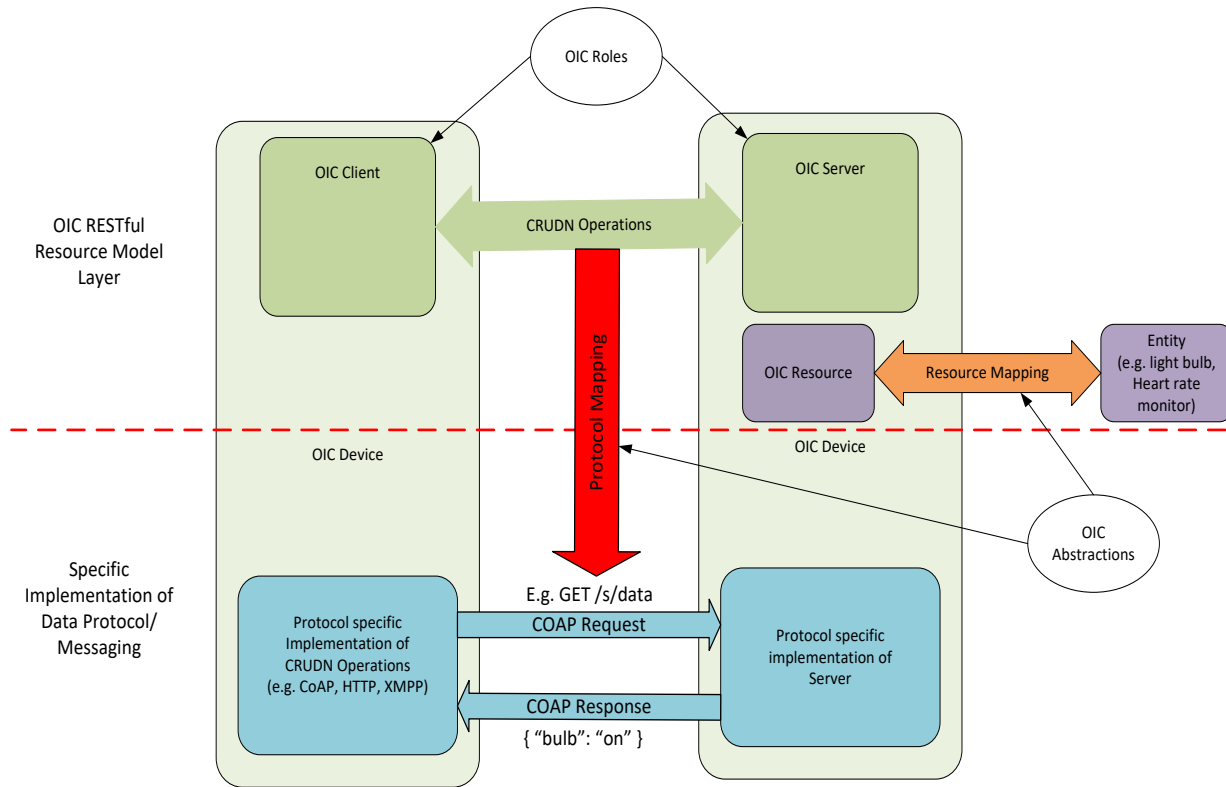 OIC Roles
OIC Client
OIC Server
OIC RESTful
Resource Model
Layer
CRUDN Operations
Protocol Mapping
OIC Resource
Resource Mapping
Entity
(e.g. light bulb,
Heart rate
monitor)
OIC Device
OIC Device
OIC
Abstractions
Specific
Implementation of
Data Protocol/
Messaging
E.g. GET /s/data
COAP Request
Protocol specific
Implementation of
CRUDN Operations
(e.g. CoAP, HTTP, XMPP)
Protocol specific
implementation of
Server
COAP Response
{ “bulb”: “on” }